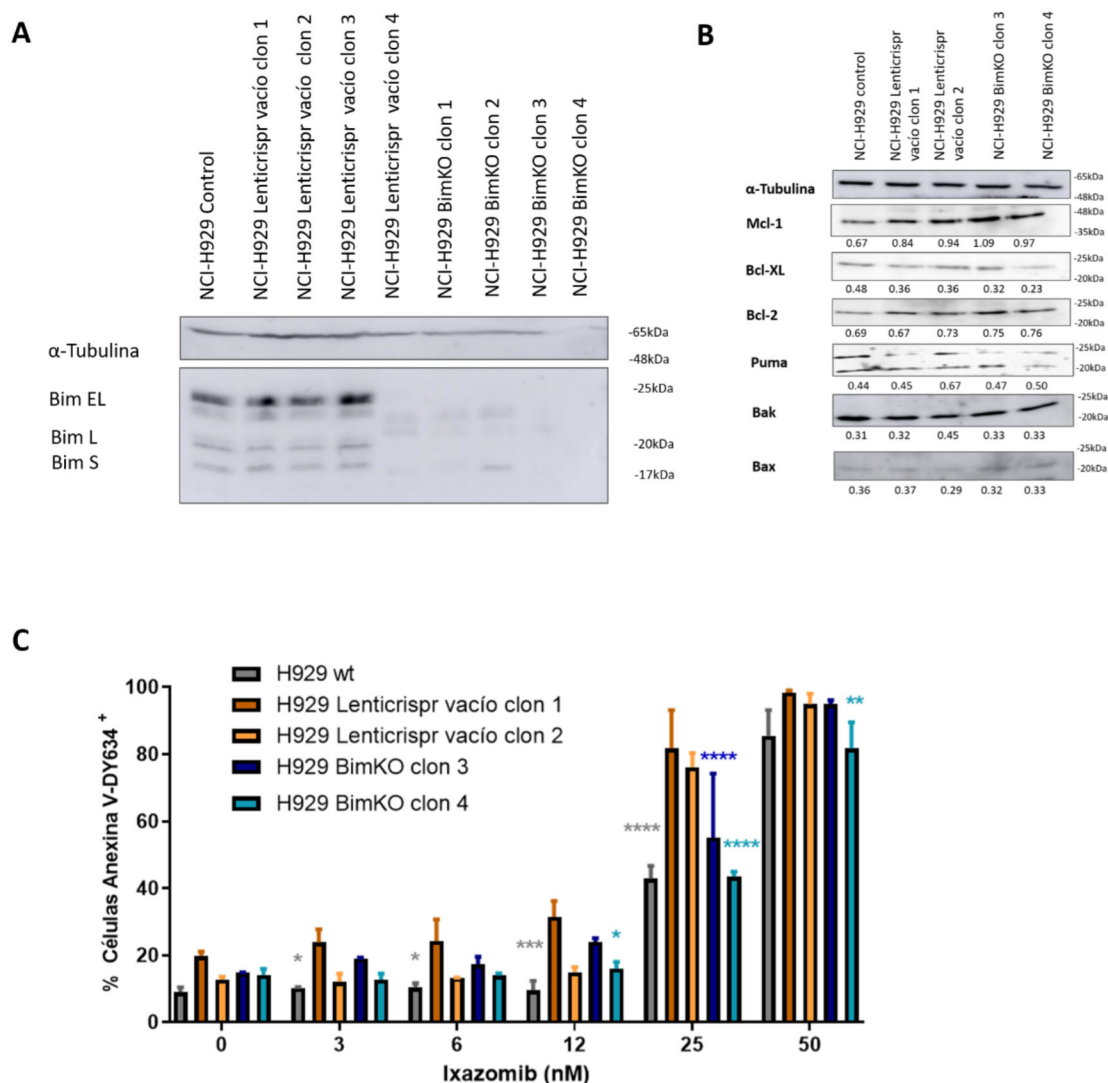 A
NCI-H929 Control
NCI-H929 Lenticrispr vacío clon 1
NCI-H929 Lenticrispr vacío clon 2
NCI-H929 Lenticrispr vacío clon 3
NCI-H929 Lenticrispr vacío clon 4
NCI-H929 BimKO clon 1
NCI-H929 BimKO clon 2
NCI-H929 BimKO clon 3
NCI-H929 BimKO clon 4
α-Tubulina
-65kDa
-48kDa
Bim EL
-25kDa
Bim L
-20kDa
Bim S
-17kDa
B
NCI-H929 control
NCI-H929 Lenticrispr
vacío clon 1
NCI-H929 Lenticrispr
vacío clon 2
NCI-H929 BimKO clon 3
NCI-H929 BimKO clon 4
α-Tubulina
-65kDa
-48kDa
Mcl-1
-35kDa
0.67 0.84 0.94 1.09 0.97
Bcl-XL
-25kDa
-20kDa
0.48 0.36 0.36 0.32 0.23
Bcl-2
-25kDa
-20kDa
0.69 0.67 0.73 0.75 0.76
Puma
-25kDa
-20kDa
0.44 0.45 0.67 0.47 0.50
Bak
-25kDa
-20kDa
0.31 0.32 0.45 0.33 0.33
Bax
-25kDa
-20kDa
0.36 0.37 0.29 0.32 0.33
C
H929 wt
H929 Lenticrispr vacío clon 1
H929 Lenticrispr vacío clon 2
H929 BimKO clon 3
H929 BimKO clon 4
% Células Anexina V-DY634 +
100
80
60
40
20
0
* * *** * **** **** **** **
0 3 6 12 25 50
Ixazomib (nM)